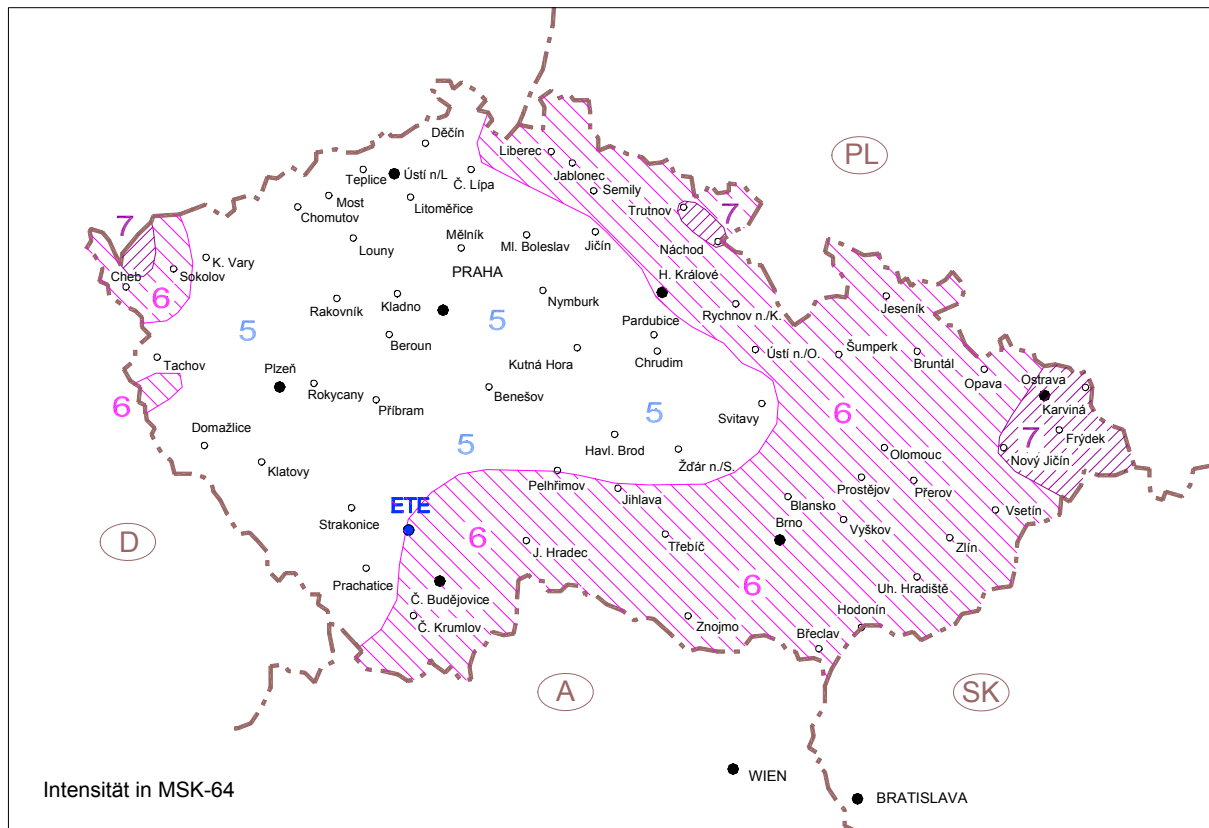 Děčín
PL
Liberec
Teplice
Ústí n/L
Č. Lípa
Jablonec
Semily
Most
Litoměřice
Chomutov
Trutnov
7
7
Mělník
Louny
Ml. Boleslav
Jičín
Náchod
K. Vary
PRAHA
Sokolov
H. Králové
Cheb
6
Kladno
Nymburk
Rakovník
Rychnov n./K.
Jeseník
5
5
Pardubice
Beroun
Ústí n./O.
Šumperk
Tachov
Plzeň
Kutná Hora
Chrudim
Bruntál
Opava
Ostrava
Rokycany
Benešov
6
Příbram
5
Svitavy
6
Karviná
Domažlice
5
7
Frýdek
Havl. Brod
Olomouc
Nový Jičín
Klatovy
Žďár n./S.
Pelhřimov
Prostějov
Přerov
Jihlava
Blansko
ETE
Strakonice
Brno
Vyškov
Vsetín
6
Třebíč
D
J. Hradec
Zlín
Prachatice
6
Č. Budějovice
Uh. Hradiště
Č. Krumlov
Znojmo
Hodonín
Břeclav
A
SK
WIEN
Intensität in MSK-64
BRATISLAVA